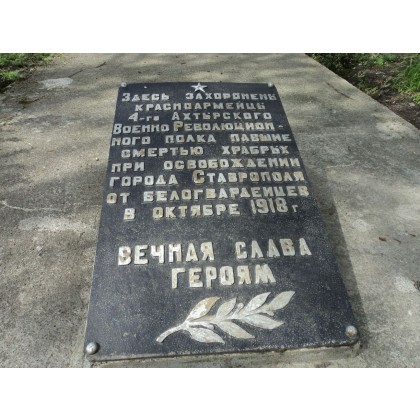 Здесь захоронены
красноармейцы
4-го Ахтырского
Военно-Революцион-
ного полка павшие
смертью храбрых
при освобождении
города Ставрополя
от белогвардейцев
в октябре 1918г
Вечная слава
героям